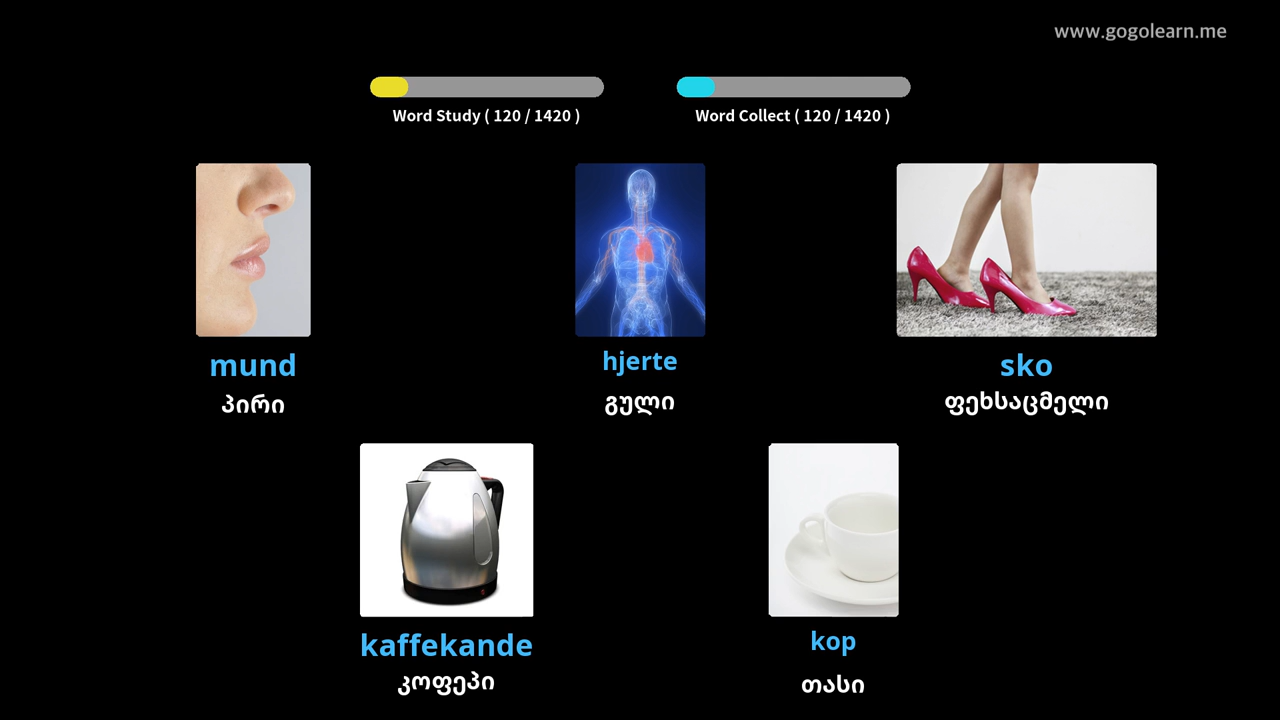 www.gogolearn.me
Word Study ( 120 / 1420 )
Word Collect ( 120 / 1420 )
mund
პირი
hjerte
გული
sko
ფეხსაცმელი
kaffekande
კოფეპი
kop
თასი